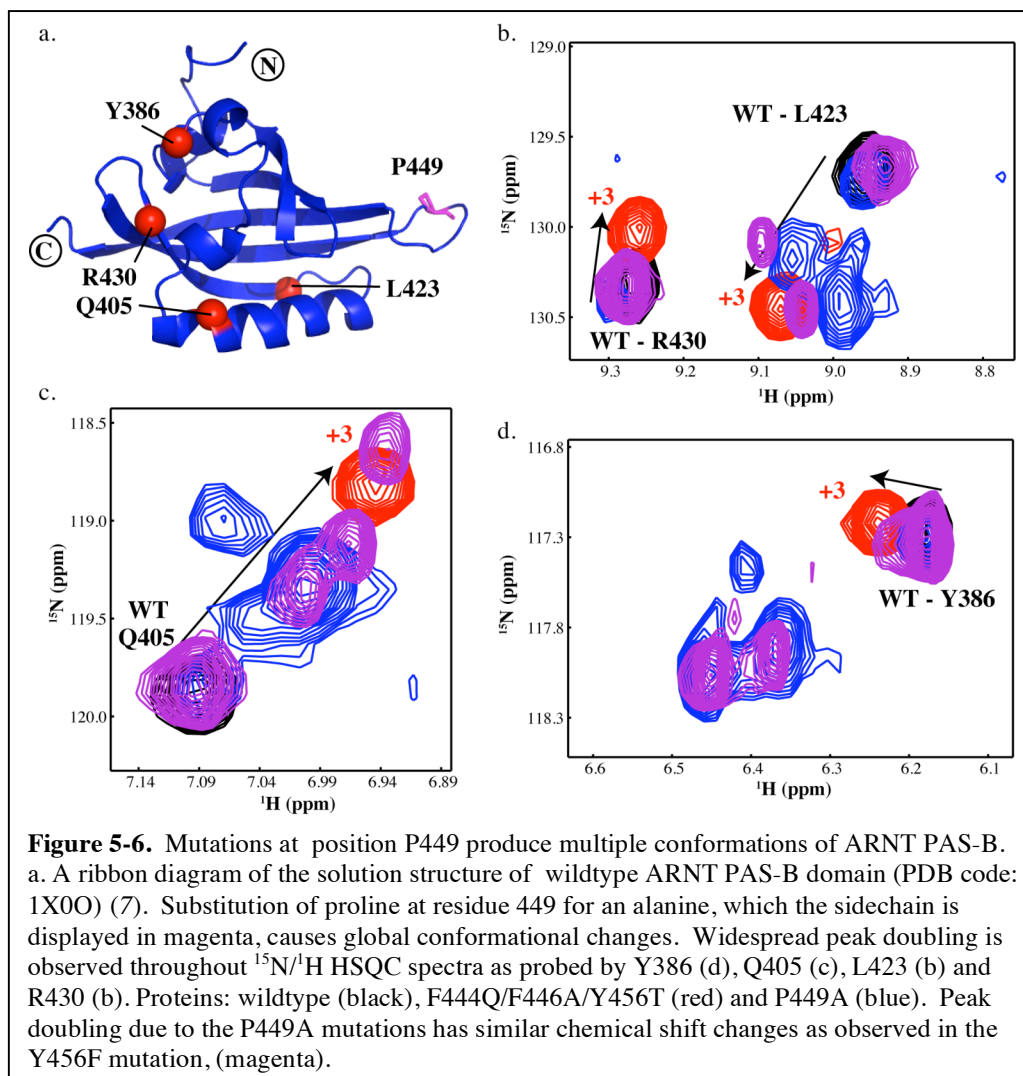 a.
N
Y386
P449
C
R430
Q405
L423
b.
129.0
129.5
130.0
130.5
¹⁵N (ppm)
WT - L423
+3
+3
WT - R430
9.3 9.2 9.1 9.0 8.9 8.8
¹H (ppm)
c.
118.5
119.0
119.5
120.0
¹⁵N (ppm)
+3
WT
Q405
7.14 7.09 7.04 6.99 6.94 6.89
¹H (ppm)
d.
116.8
117.3
117.8
118.3
¹⁵N (ppm)
+3
WT - Y386
6.6 6.5 6.4 6.3 6.2 6.1
¹H (ppm)
Figure 5-6. Mutations at position P449 produce multiple conformations of ARNT PAS-B.
a. A ribbon diagram of the solution structure of wildtype ARNT PAS-B domain (PDB code:
1X0O) (7). Substitution of proline at residue 449 for an alanine, which the sidechain is
displayed in magenta, causes global conformational changes. Widespread peak doubling is
observed throughout ¹⁵N/¹H HSQC spectra as probed by Y386 (d), Q405 (c), L423 (b) and
R430 (b). Proteins: wildtype (black), F444Q/F446A/Y456T (red) and P449A (blue). Peak
doubling due to the P449A mutations has similar chemical shift changes as observed in the
Y456F mutation, (magenta).